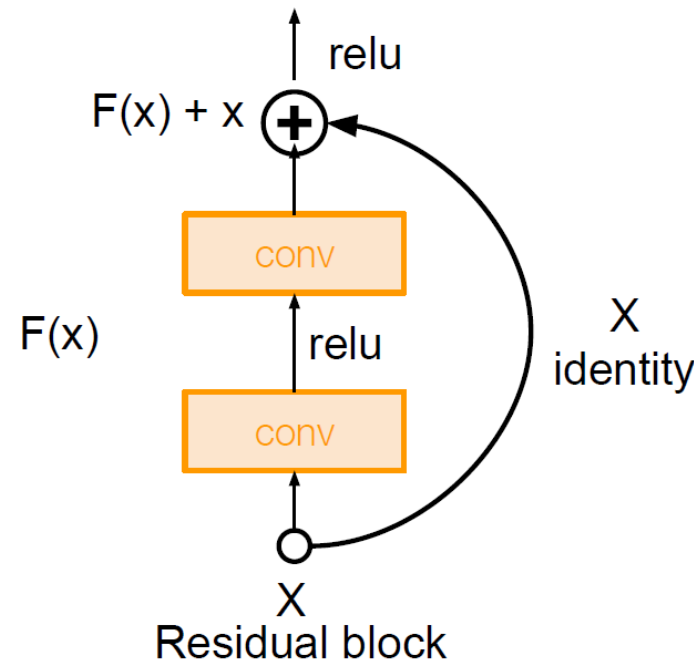 relu
F(x) + x
conv
F(x)
relu
X
identity
conv
X
Residual block